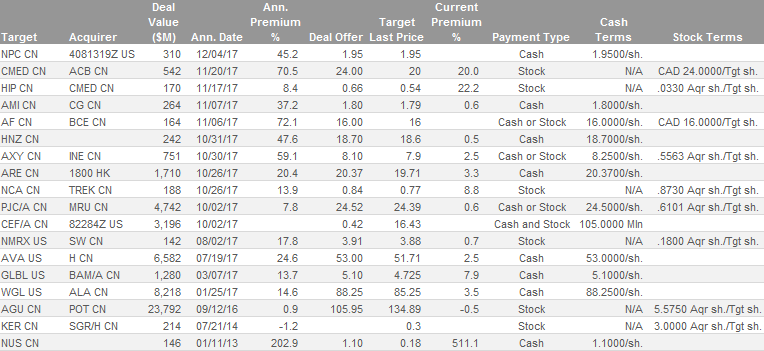 Target Acquirer Deal Value ($M) Ann. Date Ann. Premium % Deal Offer Target Last Price Current Premium % Payment Type Cash Terms Stock Terms
NPC CN 4081319Z US 310 12/04/17 45.2 1.95 1.95 Cash 1.9500/sh.
CMED CN ACB CN 542 11/20/17 70.5 24.00 20 20.0 Stock N/A CAD 24.0000/Tgt sh.
HIP CN CMED CN 170 11/17/17 8.4 0.66 0.54 22.2 Stock N/A .0330 Aqr sh./Tgt sh.
AMI CN CG CN 264 11/07/17 37.2 1.80 1.79 0.6 Cash 1.8000/sh.
AF CN BCE CN 164 11/06/17 72.1 16.00 16 Cash or Stock 16.0000/sh. CAD 16.0000/Tgt sh.
HNZ CN 242 10/31/17 47.6 18.70 18.6 0.5 Cash 18.7000/sh.
AXY CN INE CN 751 10/30/17 59.1 8.10 7.9 2.5 Cash or Stock 8.2500/sh. .5563 Aqr sh./Tgt sh.
ARE CN 1800 HK 1,710 10/26/17 20.4 20.37 19.71 3.3 Cash 20.3700/sh.
NCA CN TREK CN 188 10/26/17 13.9 0.84 0.77 8.8 Stock N/A .8730 Aqr sh./Tgt sh.
PJC/A CN MRU CN 4,742 10/02/17 7.8 24.52 24.39 0.6 Cash or Stock 24.5000/sh. .6101 Aqr sh./Tgt sh.
CEF/A CN 82284Z US 3,196 10/02/17 0.42 16.43 Cash and Stock 105.0000 Mln
NMRX US SW CN 142 08/02/17 17.8 3.91 3.88 0.7 Stock N/A .1800 Aqr sh./Tgt sh.
AVA US H CN 6,582 07/19/17 24.6 53.00 51.71 2.5 Cash 53.0000/sh.
GLBL US BAM/A CN 1,280 03/07/17 13.7 5.10 4.725 7.9 Cash 5.1000/sh.
WGL US ALA CN 8,218 01/25/17 14.6 88.25 85.25 3.5 Cash 88.2500/sh.
AGU CN POT CN 23,792 09/12/16 0.9 105.95 134.89 -0.5 Stock N/A 5.5750 Aqr sh./Tgt sh.
KER CN SGR/H CN 214 07/21/14 -1.2 0.3 Stock N/A 3.0000 Aqr sh./Tgt sh.
NUS CN 146 01/11/13 202.9 1.10 0.18 511.1 Cash 1.1000/sh.